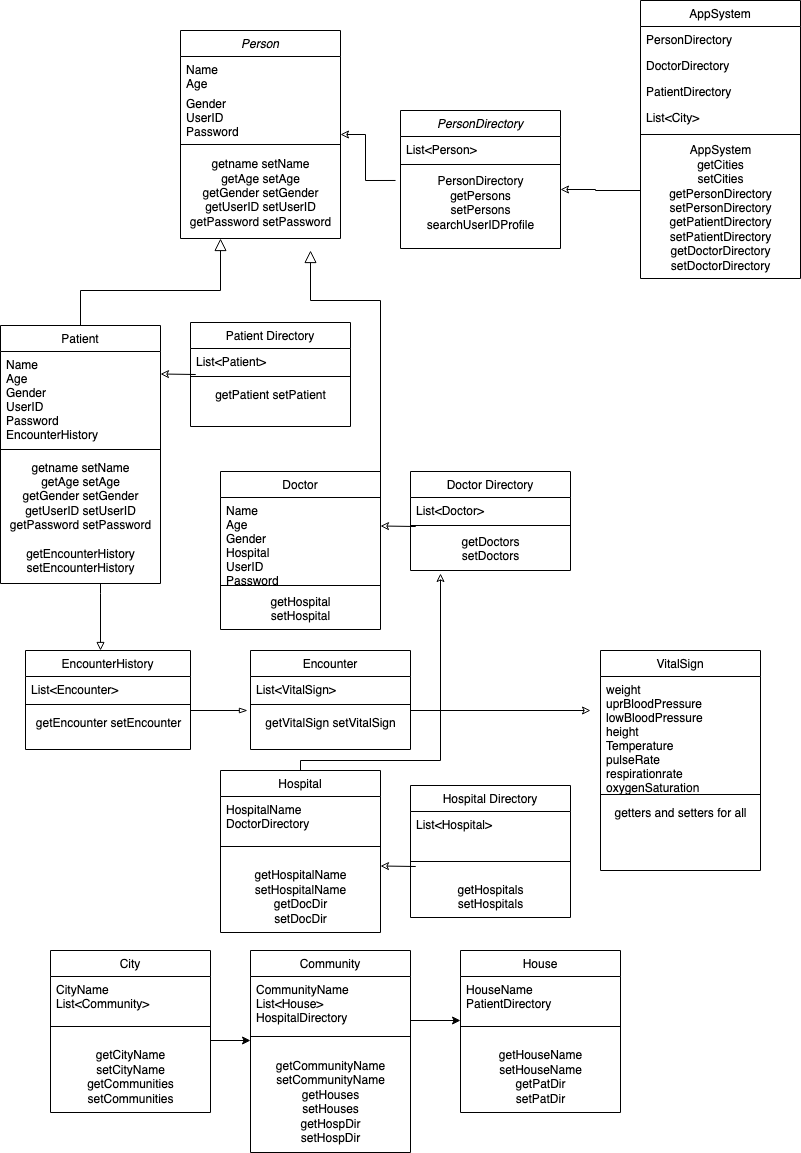 AppSystem
PersonDirectory
DoctorDirectory
PatientDirectory
List<City>
AppSystem
getCities
setCities
getPersonDirectory
setPersonDirectory
getPatientDirectory
setPatientDirectory
getDoctorDirectory
setDoctorDirectory
Person
Name
Age
Gender
UserID
Password
getname setName
getAge setAge
getGender setGender
getUserID setUserID
getPassword setPassword
PersonDirectory
List<Person>
PersonDirectory
getPersons
setPersons
searchUserIDProfile
Patient
Name
Age
Gender
UserID
Password
EncounterHistory
getname setName
getAge setAge
getGender setGender
getUserID setUserID
getPassword setPassword
getEncounterHistory
setEncounterHistory
Patient Directory
List<Patient>
getPatient setPatient
Doctor
Name
Age
Gender
Hospital
UserID
Password
getHospital
setHospital
Doctor Directory
List<Doctor>
getDoctors
setDoctors
EncounterHistory
List<Encounter>
getEncounter setEncounter
Encounter
List<VitalSign>
getVitalSign setVitalSign
VitalSign
weight
uprBloodPressure
lowBloodPressure
height
Temperature
pulseRate
respirationrate
oxygenSaturation
getters and setters for all
Hospital
HospitalName
DoctorDirectory
getHospitalName
setHospitalName
getDocDir
setDocDir
Hospital Directory
List<Hospital>
getHospitals
setHospitals
City
CityName
List<Community>
getCityName
setCityName
getCommunities
setCommunities
Community
CommunityName
List<House>
HospitalDirectory
getCommunityName
setCommunityName
getHouses
setHouses
getHospDir
setHospDir
House
HouseName
PatientDirectory
getHouseName
setHouseName
getPatDir
setPatDir